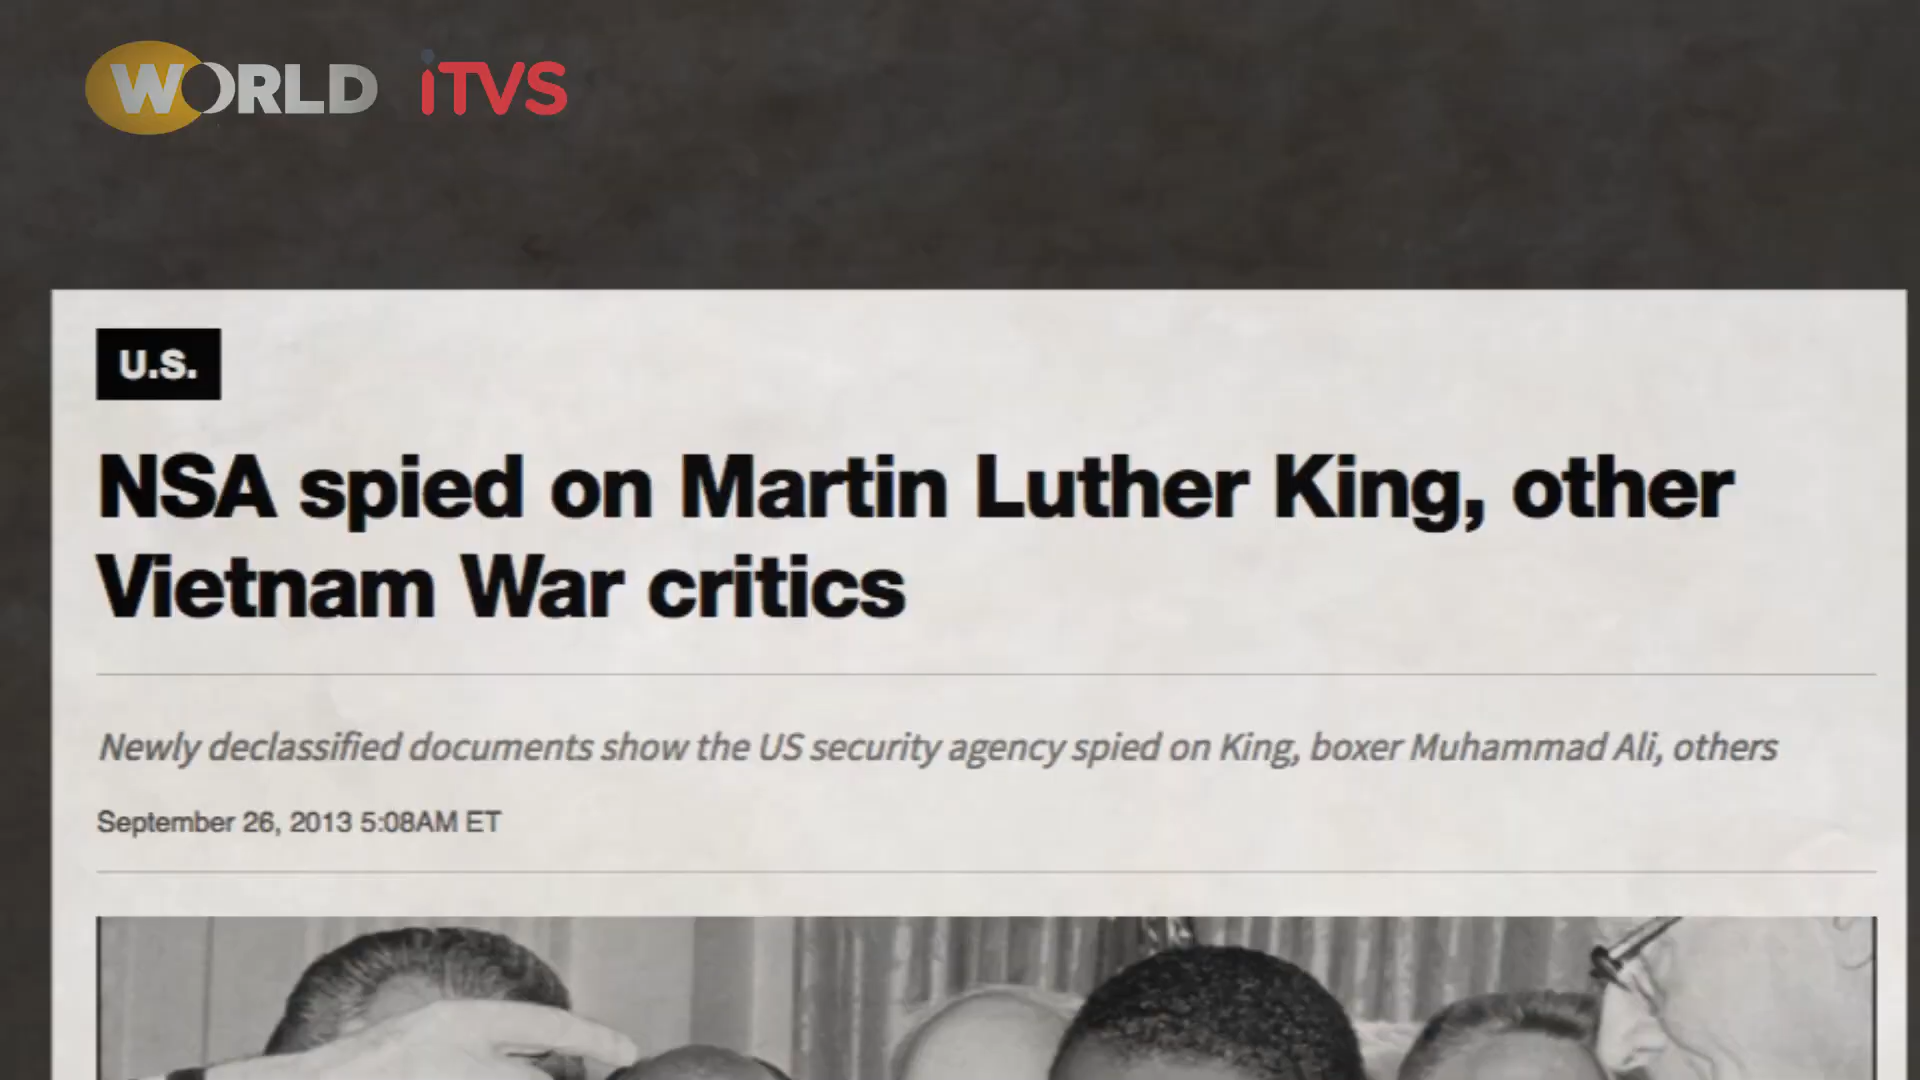 WORLD iTVS
U.S.
NSA spied on Martin Luther King, other
Vietnam War critics
Newly declassified documents show the US security agency spied on King, boxer Muhammad Ali, others
September 26, 2013 5:08AM ET